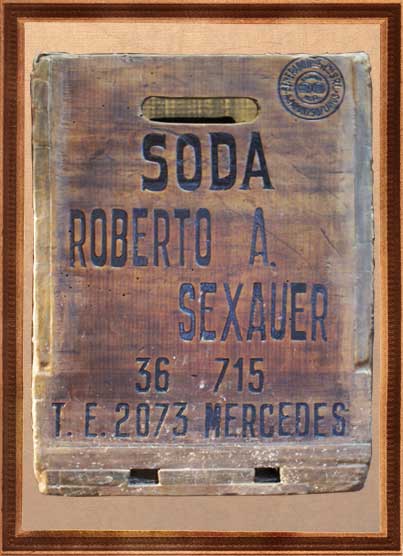 SODA
ROBERTO A.
SEXAUER
36 - 715
T. E. 2073 MERCEDES